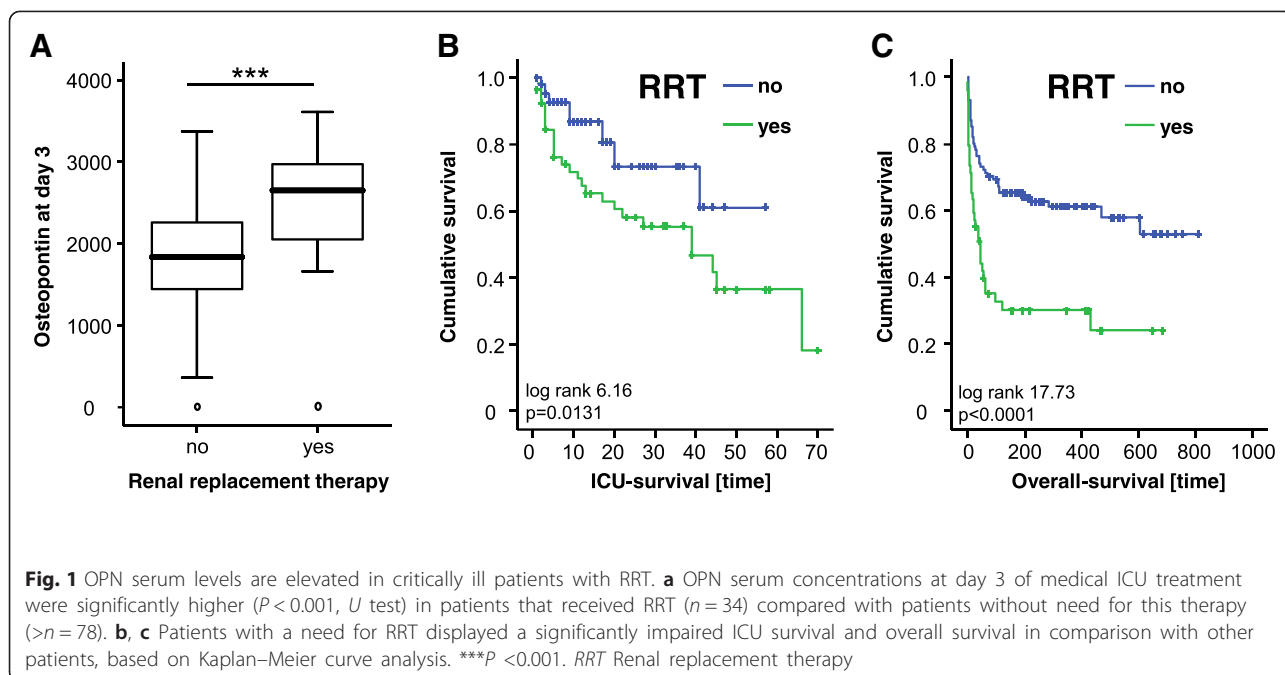 A
***
Osteopontin at day 3
4000
3000
2000
1000
0
no
yes
Renal replacement therapy
B
RRT
no
yes
Cumulative survival
1.0
0.8
0.6
0.4
0.2
0
log rank 6.16
p=0.0131
0 10 20 30 40 50 60 70
ICU-survival [time]
C
RRT
no
yes
Cumulative survival
1.0
0.8
0.6
0.4
0.2
0
log rank 17.73
p<0.0001
0 200 400 600 800 1000
Overall-survival [time]
Fig. 1 OPN serum levels are elevated in critically ill patients with RRT. a OPN serum concentrations at day 3 of medical ICU treatment
were significantly higher (P < 0.001, U test) in patients that received RRT (n = 34) compared with patients without need for this therapy
(>n = 78). b, c Patients with a need for RRT displayed a significantly impaired ICU survival and overall survival in comparison with other
patients, based on Kaplan–Meier curve analysis. ***P <0.001. RRT Renal replacement therapy